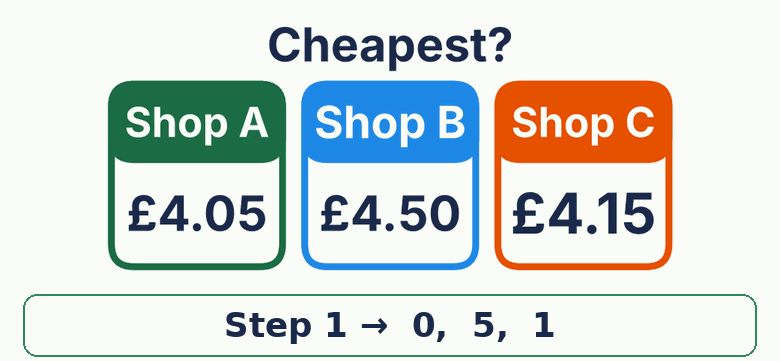 Cheapest?
Shop A Shop B Shop C
£4.05 £4.50 £4.15
Step 1 → 0, 5, 1